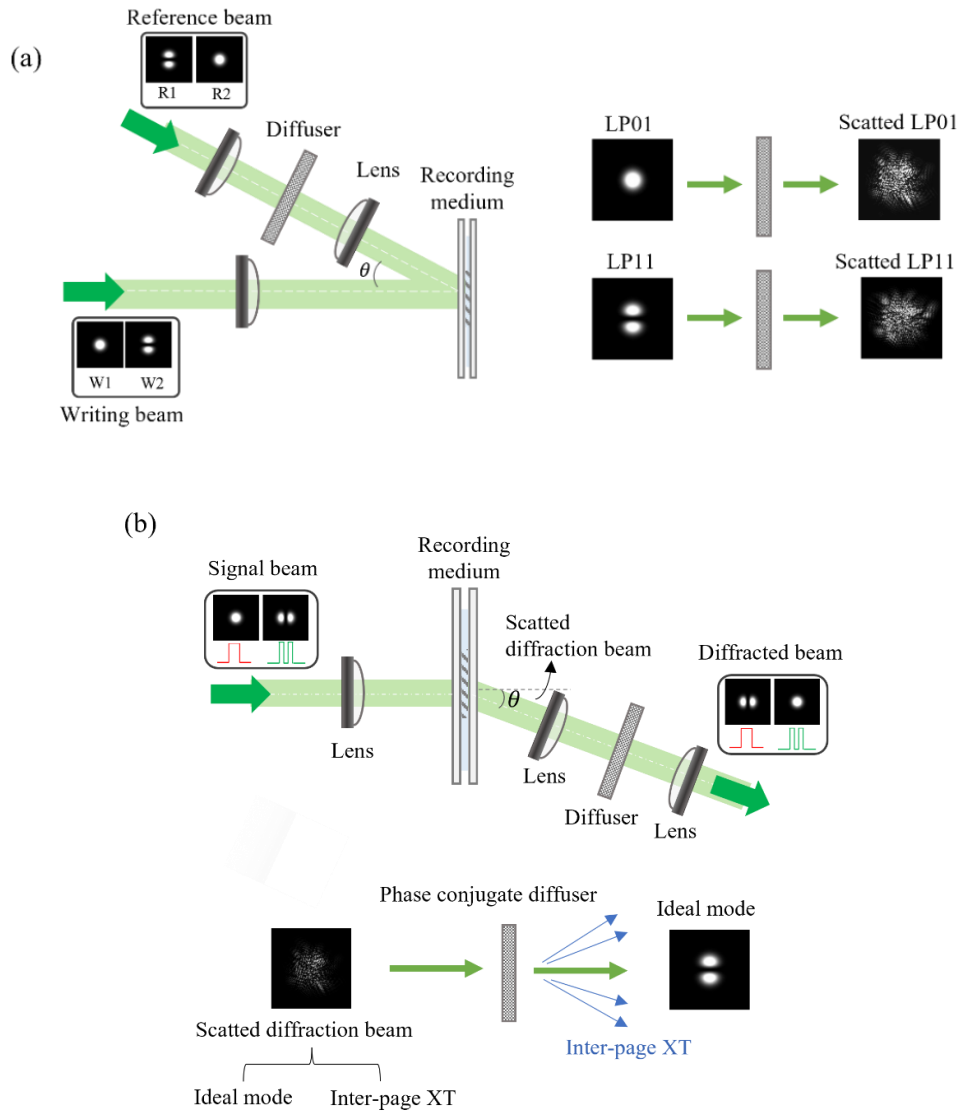 (a)
Reference beam
R1 R2
Diffuser
Lens
Recording
medium
θ
W1 W2
Writing beam
LP01
Scatted LP01
LP11
Scatted LP11
(b)
Signal beam
Recording
medium
Scatted
diffraction beam
Diffracted beam
θ
Lens
Lens
Diffuser
Lens
Phase conjugate diffuser
Ideal mode
Scatted diffraction beam
Inter-page XT
Ideal mode Inter-page XT